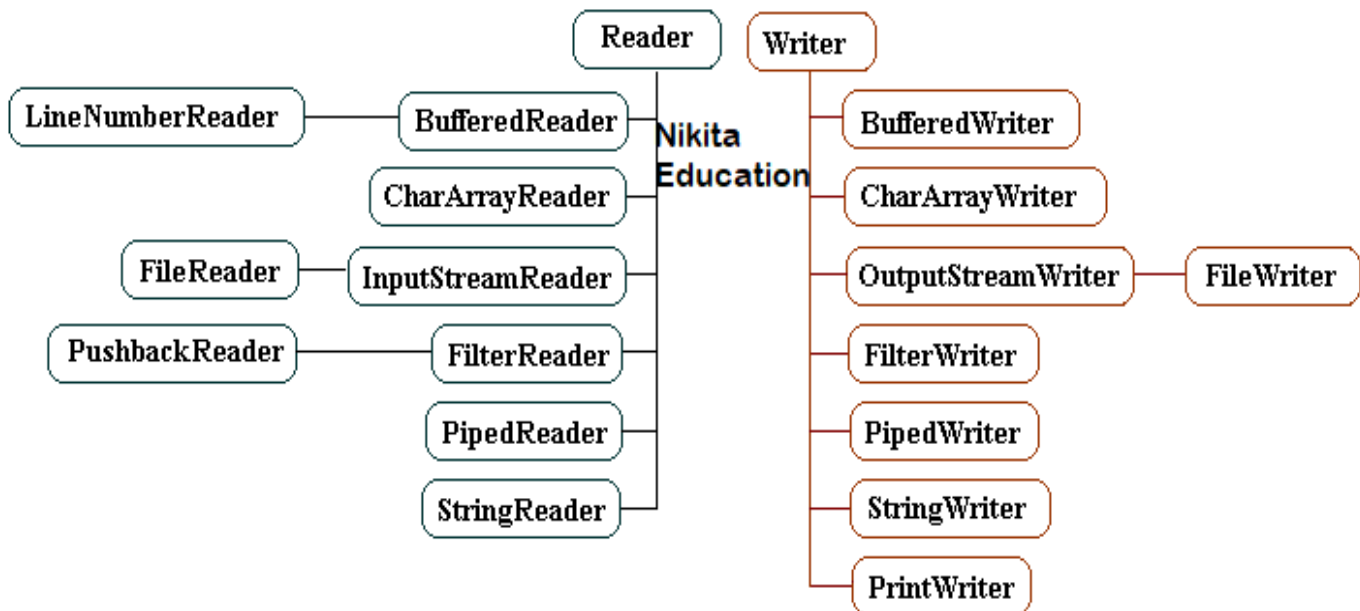 Reader
Writer
LineNumberReader
BufferedReader
BufferedWriter
Nikita
Education
CharArrayReader
CharArrayWriter
FileReader
InputStreamReader
OutputStreamWriter
FileWriter
PushbackReader
FilterReader
FilterWriter
PipedReader
PipedWriter
StringReader
StringWriter
PrintWriter